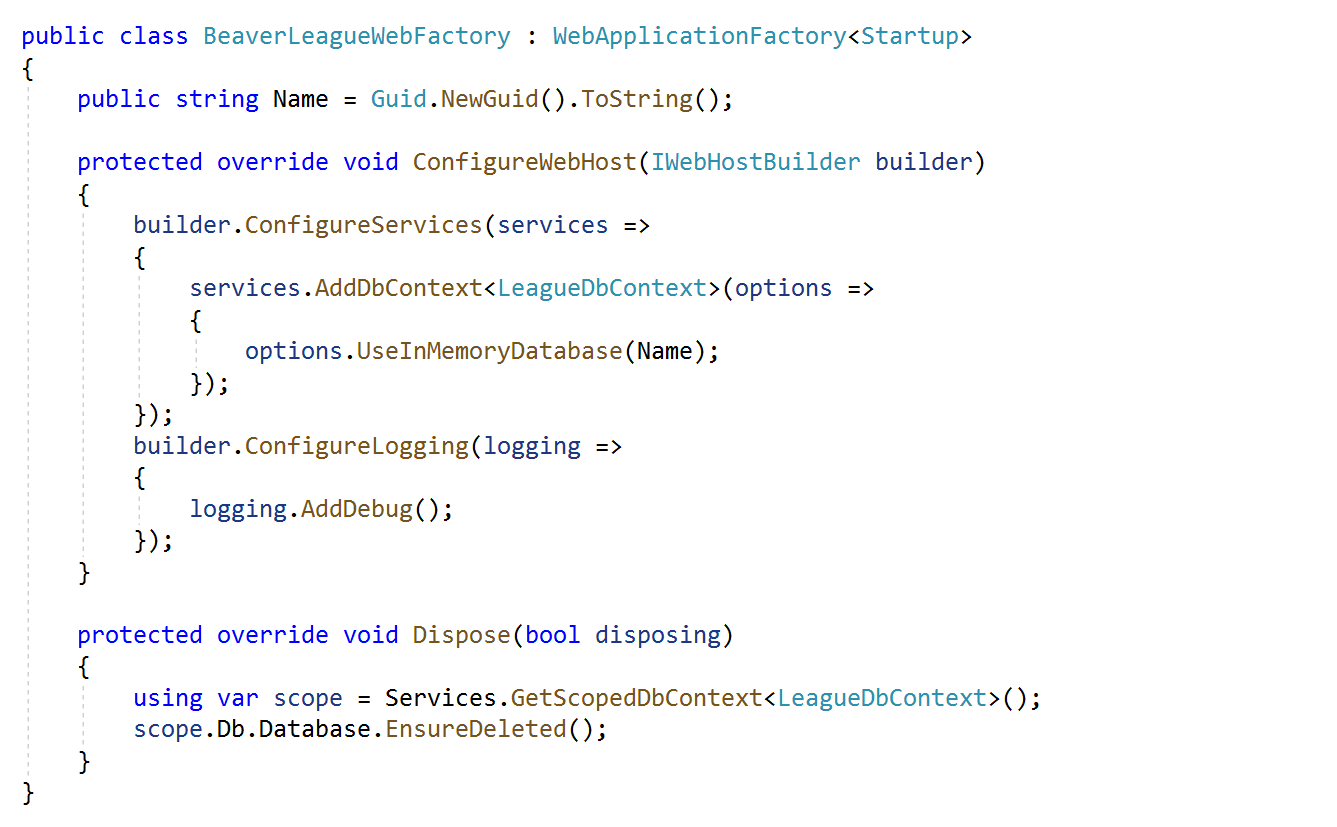 public class BeaverLeagueWebFactory : WebApplicationFactory<Startup>
{
    public string Name = Guid.NewGuid().ToString();

    protected override void ConfigureWebHost(IWebHostBuilder builder)
    {
        builder.ConfigureServices(services =>
        {
            services.AddDbContext<LeagueDbContext>(options =>
            {
                options.UseInMemoryDatabase(Name);
            });
        });
        builder.ConfigureLogging(logging =>
        {
            logging.AddDebug();
        });
    }

    protected override void Dispose(bool disposing)
    {
        using var scope = Services.GetScopedDbContext<LeagueDbContext>();
        scope.Db.Database.EnsureDeleted();
    }
}